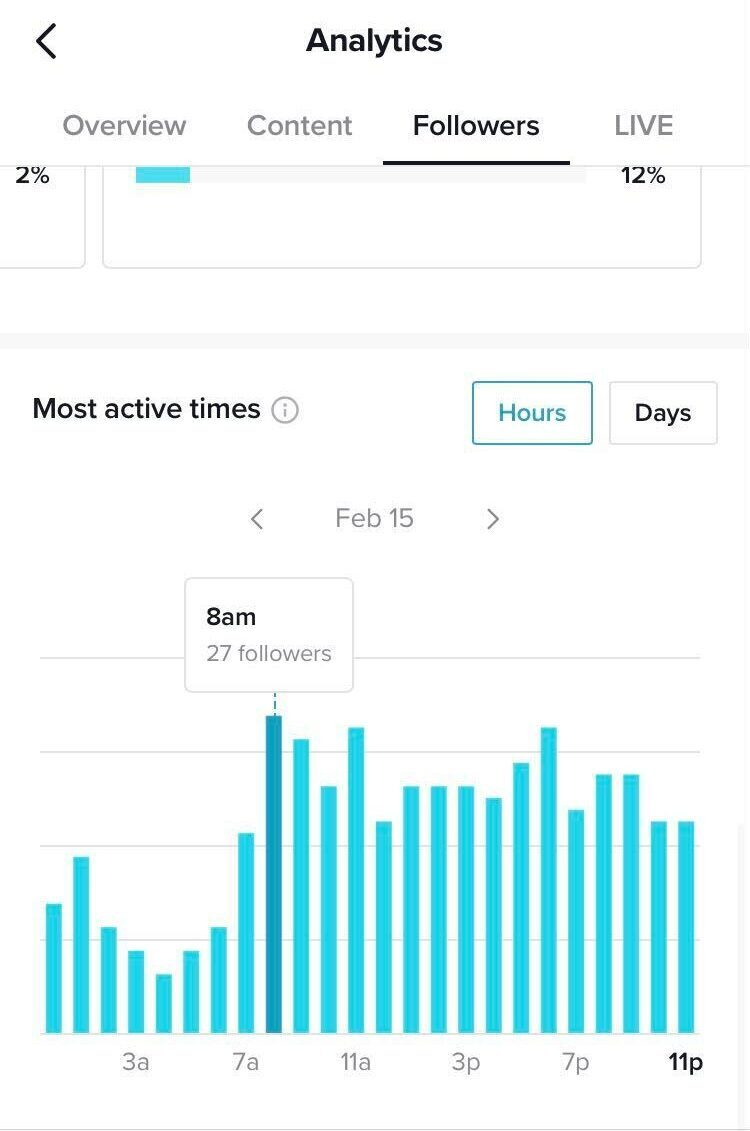 Analytics
Overview Content Followers LIVE
2% 12%
Most active times
Hours Days
Feb 15
8am
27 followers
3a 7a 11a 3p 7p 11p